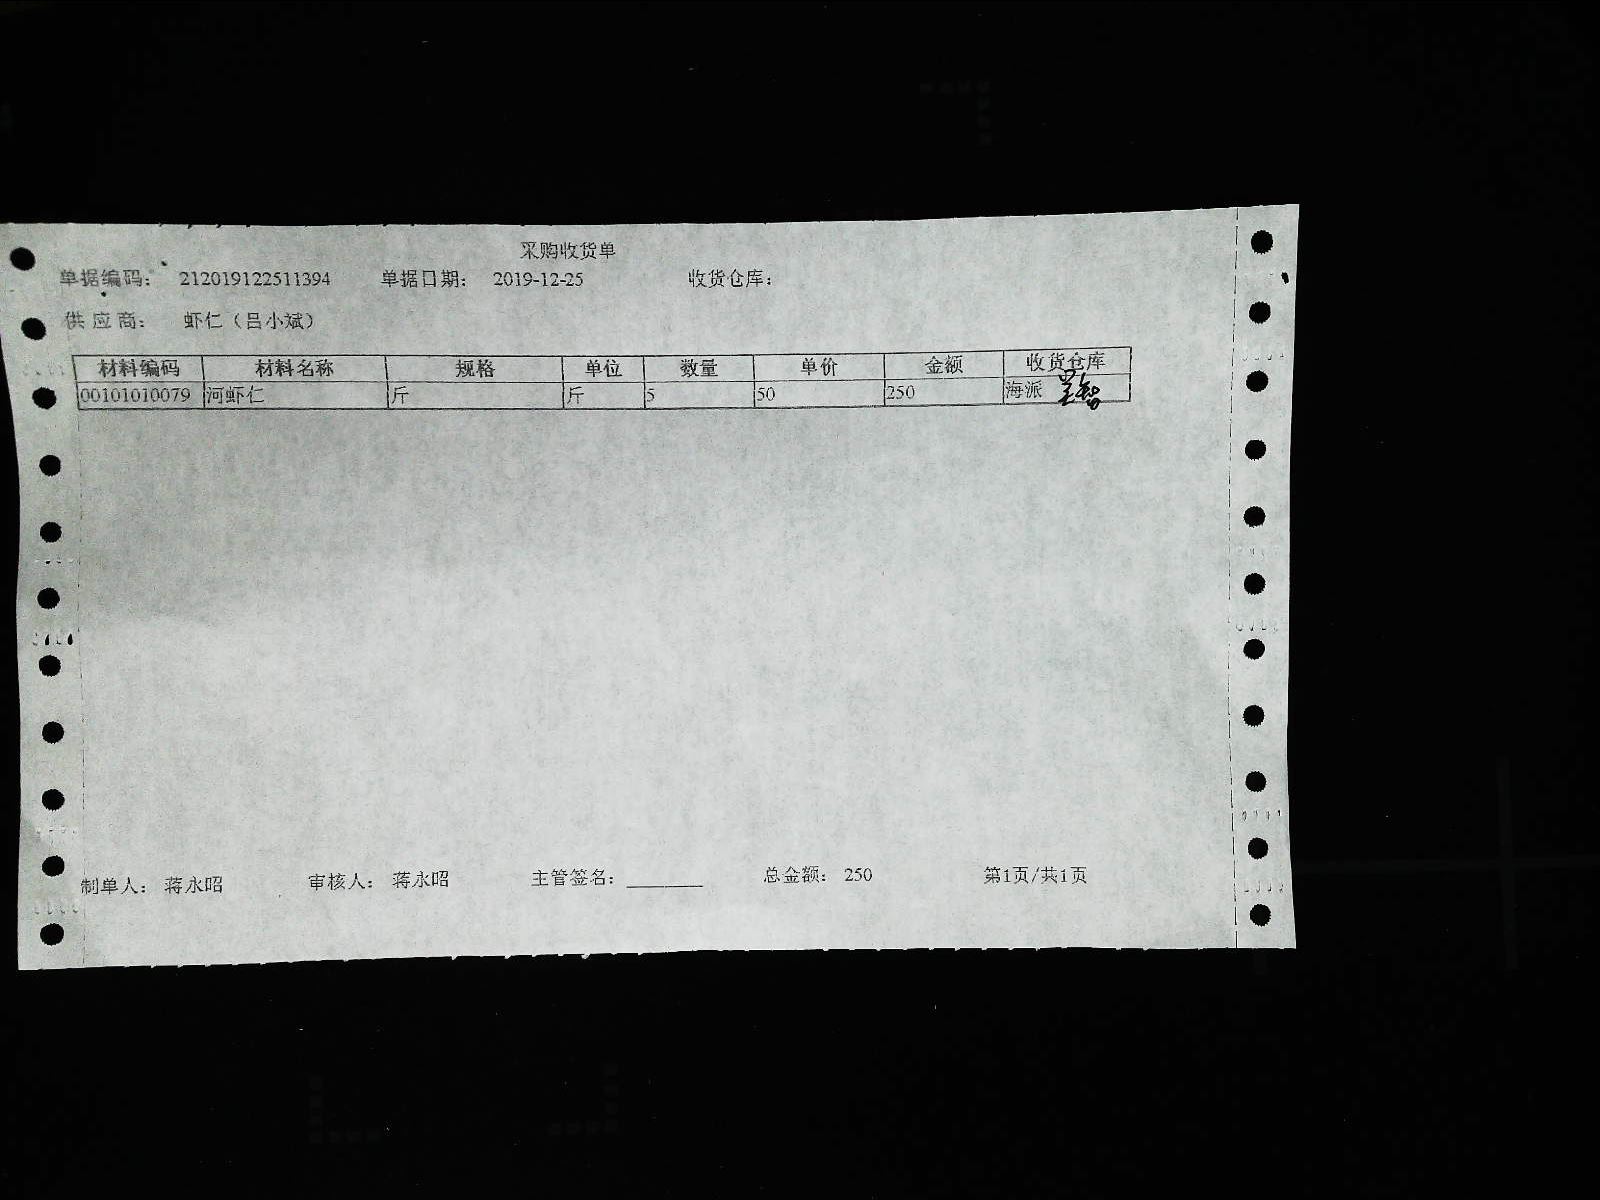 采购收货单
单据编码： 212019122511394 单据日期： 2019-12-25 收货仓库：
供应商： 虾仁（吕小斌）
材料编码 材料名称 规格 单位 数量 单价 金额 收货仓库
00101010079 河虾仁 斤 斤 5 50 250 海派
制单人： 蒋永昭 审核人： 蒋永昭 主管签名： 总金额： 250 第1页/共1页